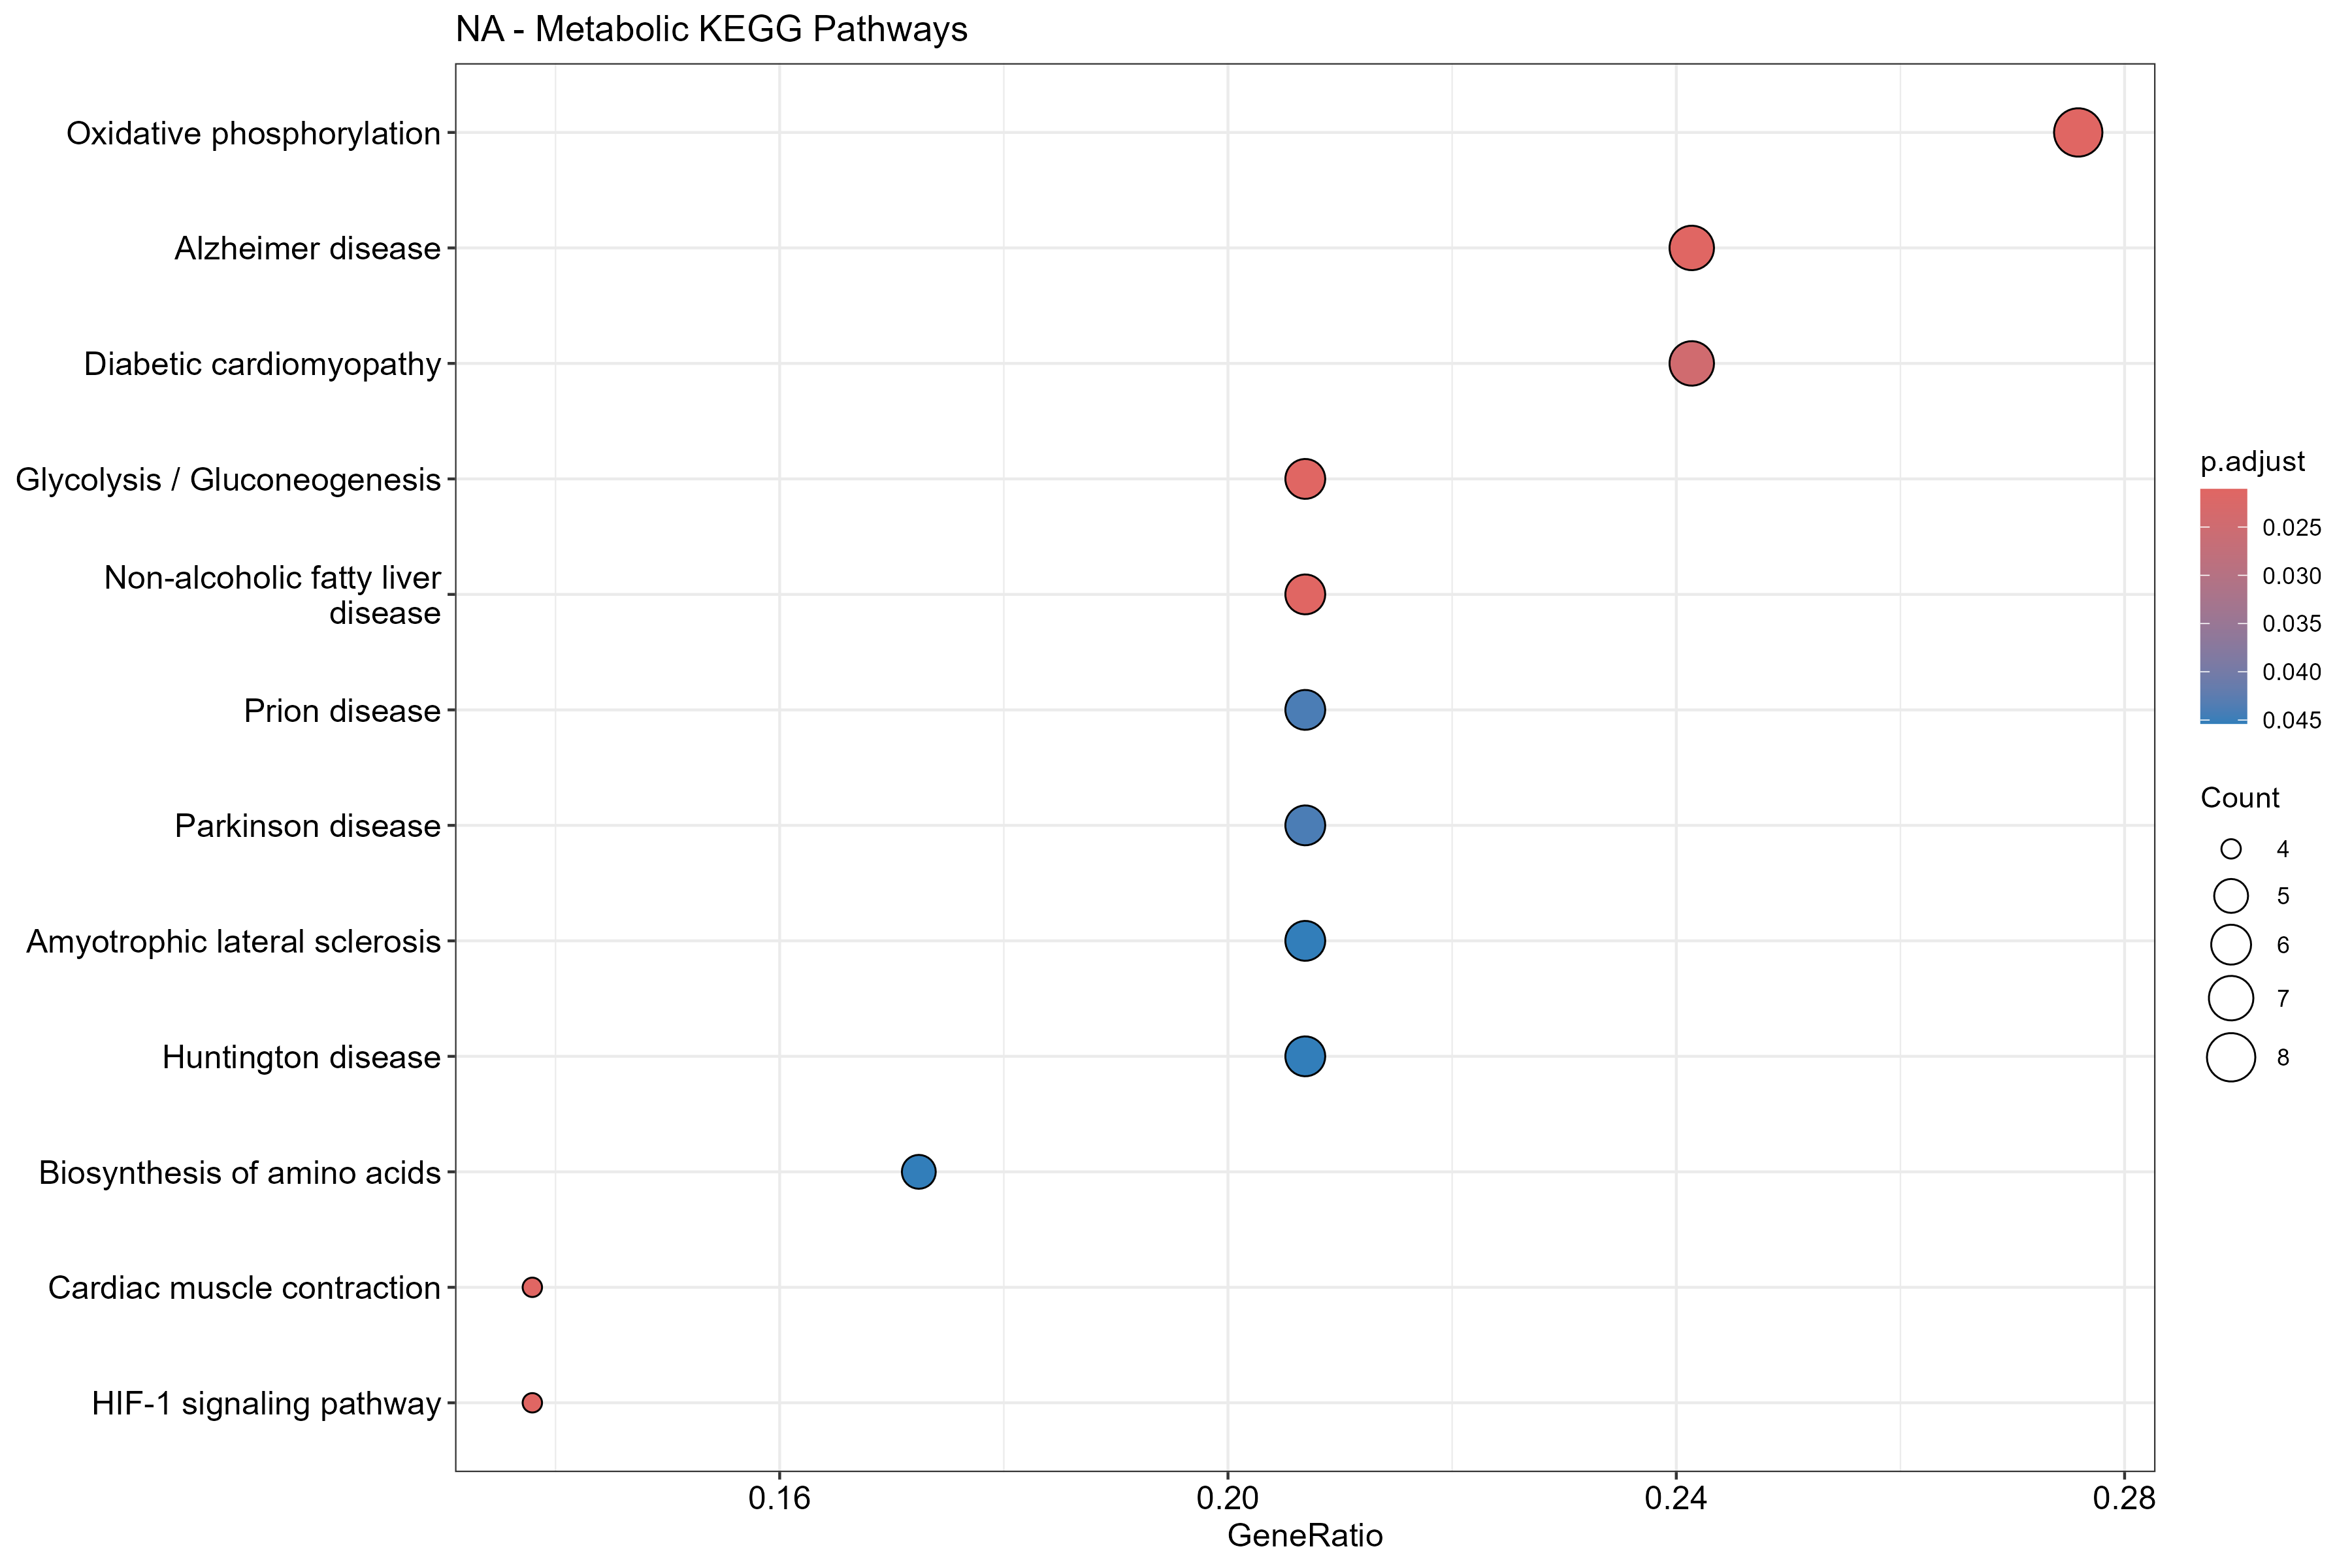 NA - Metabolic KEGG Pathways
Oxidative phosphorylation
Alzheimer disease
Diabetic cardiomyopathy
Glycolysis / Gluconeogenesis
Non-alcoholic fatty liver
disease
Prion disease
Parkinson disease
Amyotrophic lateral sclerosis
Huntington disease
Biosynthesis of amino acids
Cardiac muscle contraction
HIF-1 signaling pathway
0.16 0.20 0.24 0.28
GeneRatio
p.adjust
0.025
0.030
0.035
0.040
0.045
Count
4
5
6
7
8